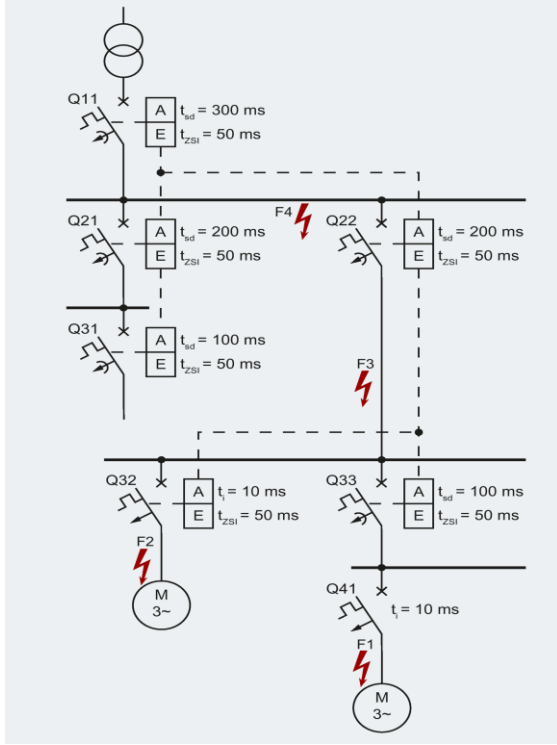 Q11
A
t_sd = 300 ms
E
t_ZSI = 50 ms
F4
Q21
A
t_sd = 200 ms
E
t_ZSI = 50 ms
Q22
A
t_sd = 200 ms
E
t_ZSI = 50 ms
Q31
A
t_sd = 100 ms
E
t_ZSI = 50 ms
F3
Q32
A
t_i = 10 ms
E
t_ZSI = 50 ms
Q33
A
t_sd = 100 ms
E
t_ZSI = 50 ms
F2
M
3~
Q41
t_i = 10 ms
F1
M
3~